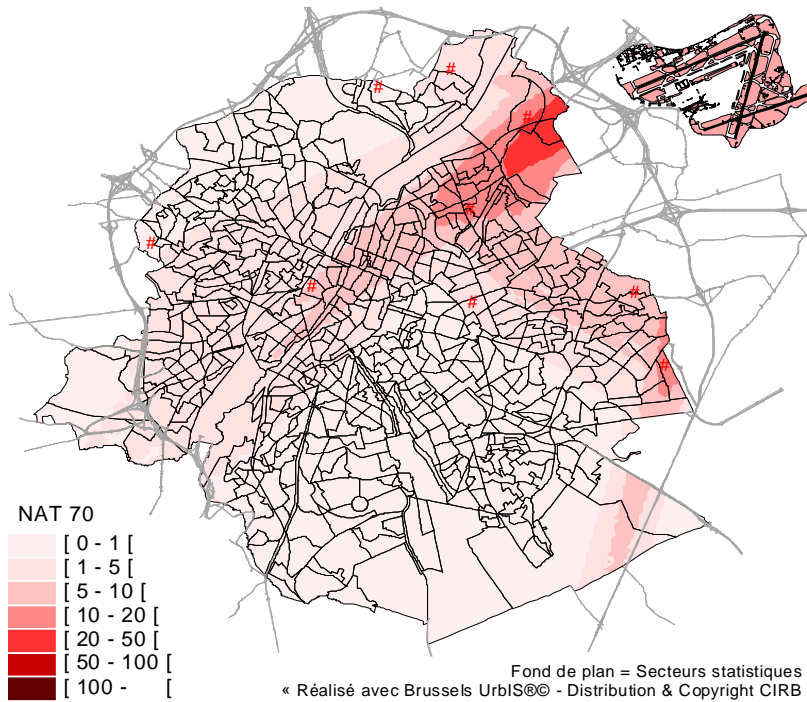 #
#
#
#
#
#
#
#
#
NAT 70
[ 0 - 1 [
[ 1 - 5 [
[ 5 - 10 [
[ 10 - 20 [
[ 20 - 50 [
[ 50 - 100 [
[ 100 - [
Fond de plan = Secteurs statistiques
« Réalisé avec Brussels UrbIS®© - Distribution & Copyright CIRB